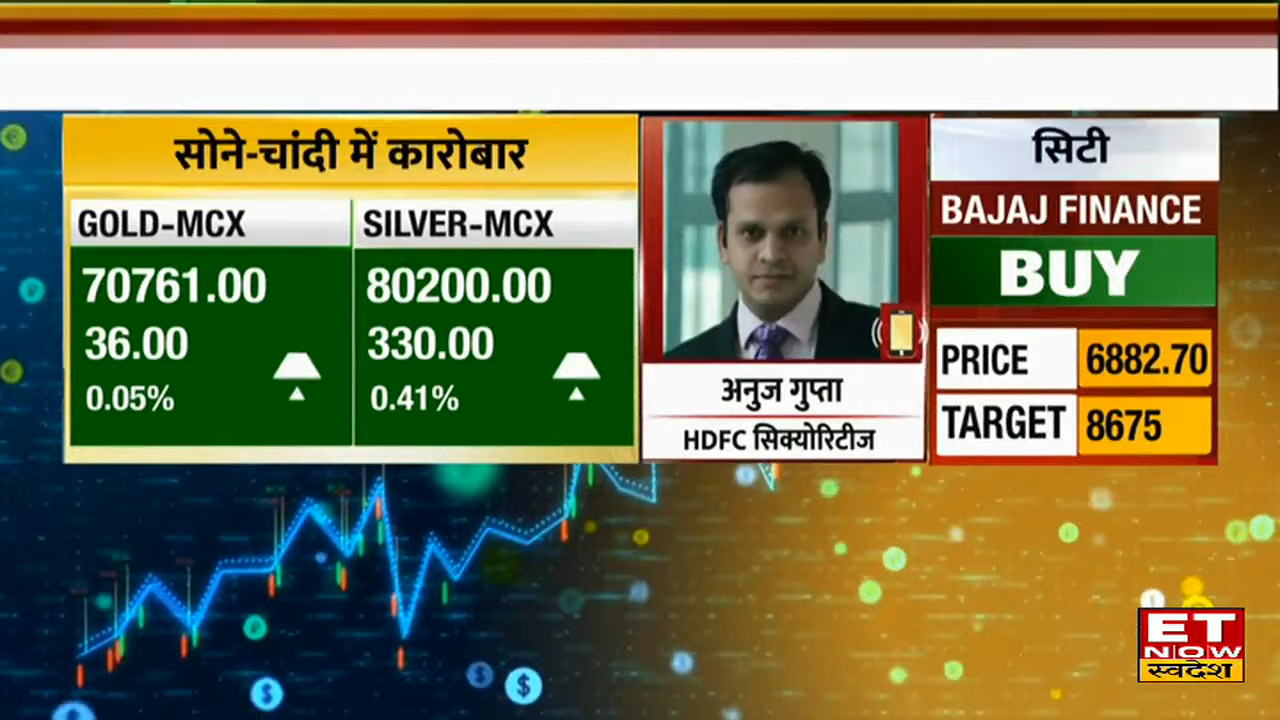 सोने-चांदी में कारोबार
GOLD-MCX
70761.00
36.00
0.05%
SILVER-MCX
80200.00
330.00
0.41%
अनुज गुप्ता
HDFC सिक्योरिटीज
सिटी
BAJAJ FINANCE
BUY
PRICE 6882.70
TARGET 8675
ET
NOW
स्वदेश